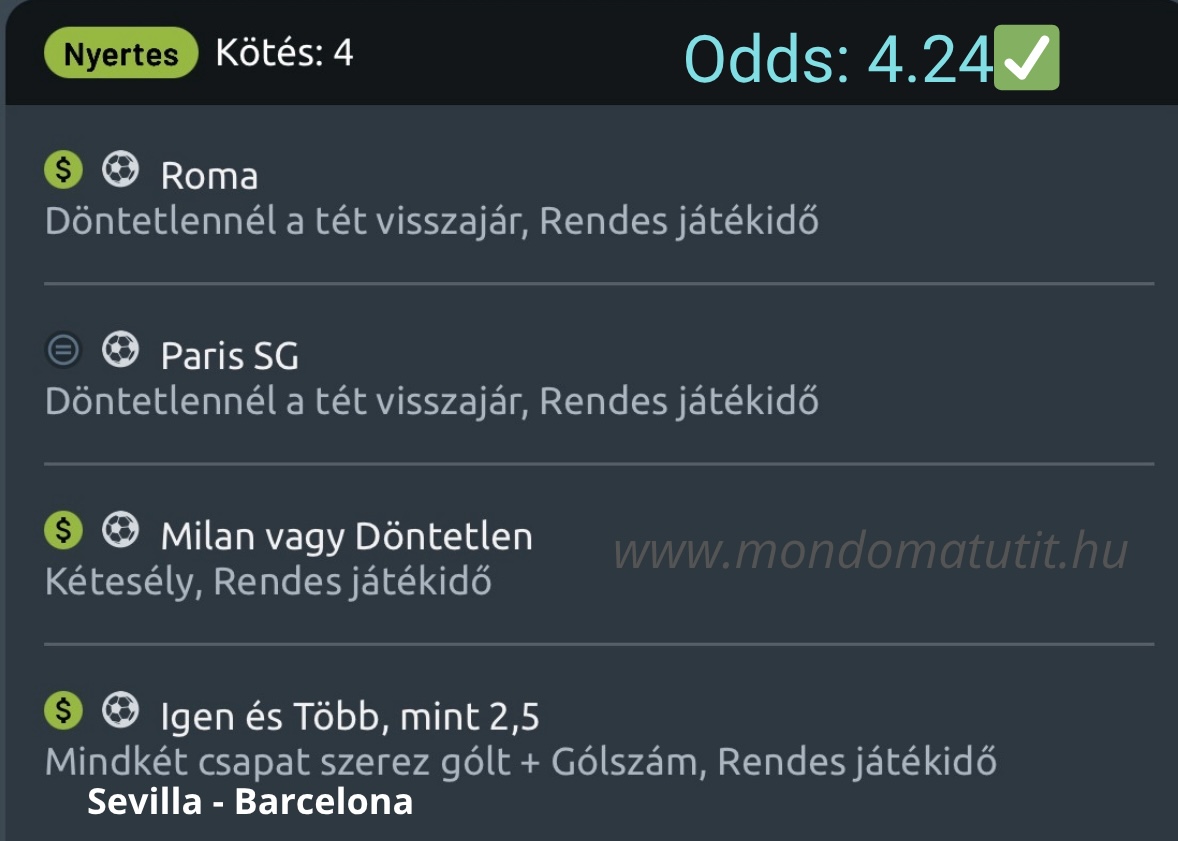 Nyertes Kötés: 4 Odds: 4.24✅
Roma
Döntetlennél a tét visszajár, Rendes játékidő
Paris SG
Döntetlennél a tét visszajár, Rendes játékidő
Milan vagy Döntetlen
www.mondomatutit.hu
Kétesély, Rendes játékidő
Igen és Több, mint 2,5
Mindkét csapat szerez gólt + Gólszám, Rendes játékidő
Sevilla - Barcelona